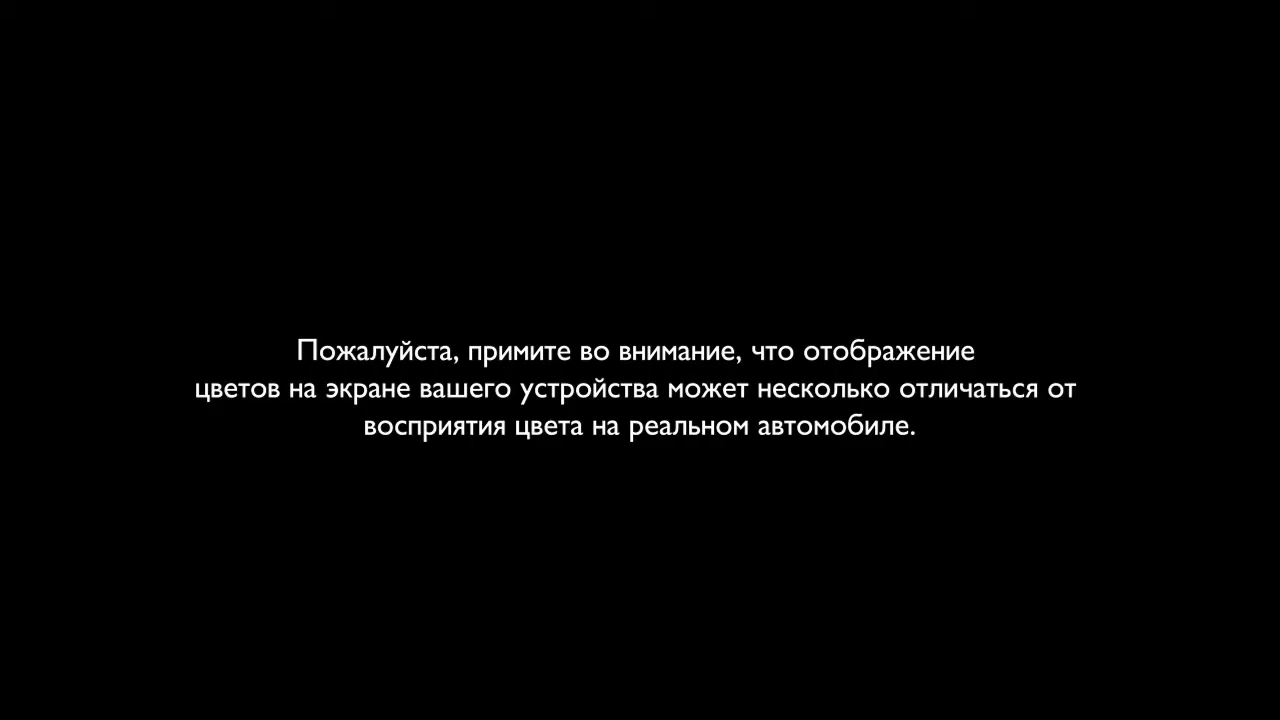 Пожалуйста, примите во внимание, что отображение
цветов на экране вашего устройства может несколько отличаться от
восприятия цвета на реальном автомобиле.